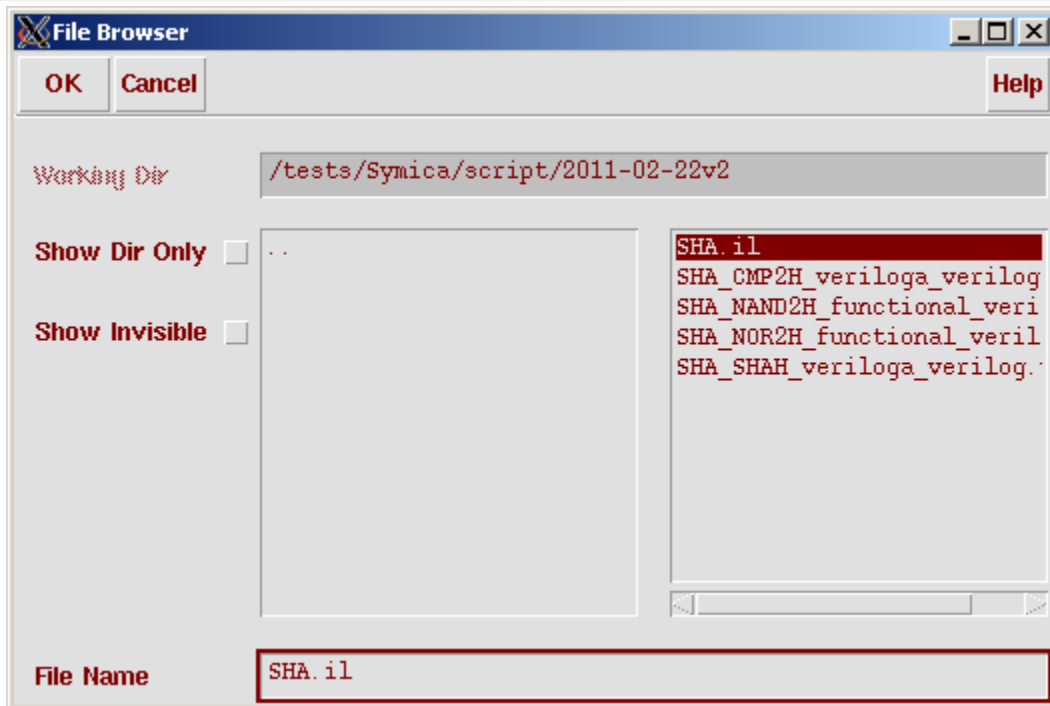 File Browser
OK Cancel Help
Working Dir /tests/Symica/script/2011-02-22v2
Show Dir Only ..
Show Invisible
SHA.il
SHA_CMP2H_veriloga_verilog
SHA_NAND2H_functional_veri
SHA_NOR2H_functional_veril
SHA_SHAH_veriloga_verilog.
File Name SHA.il